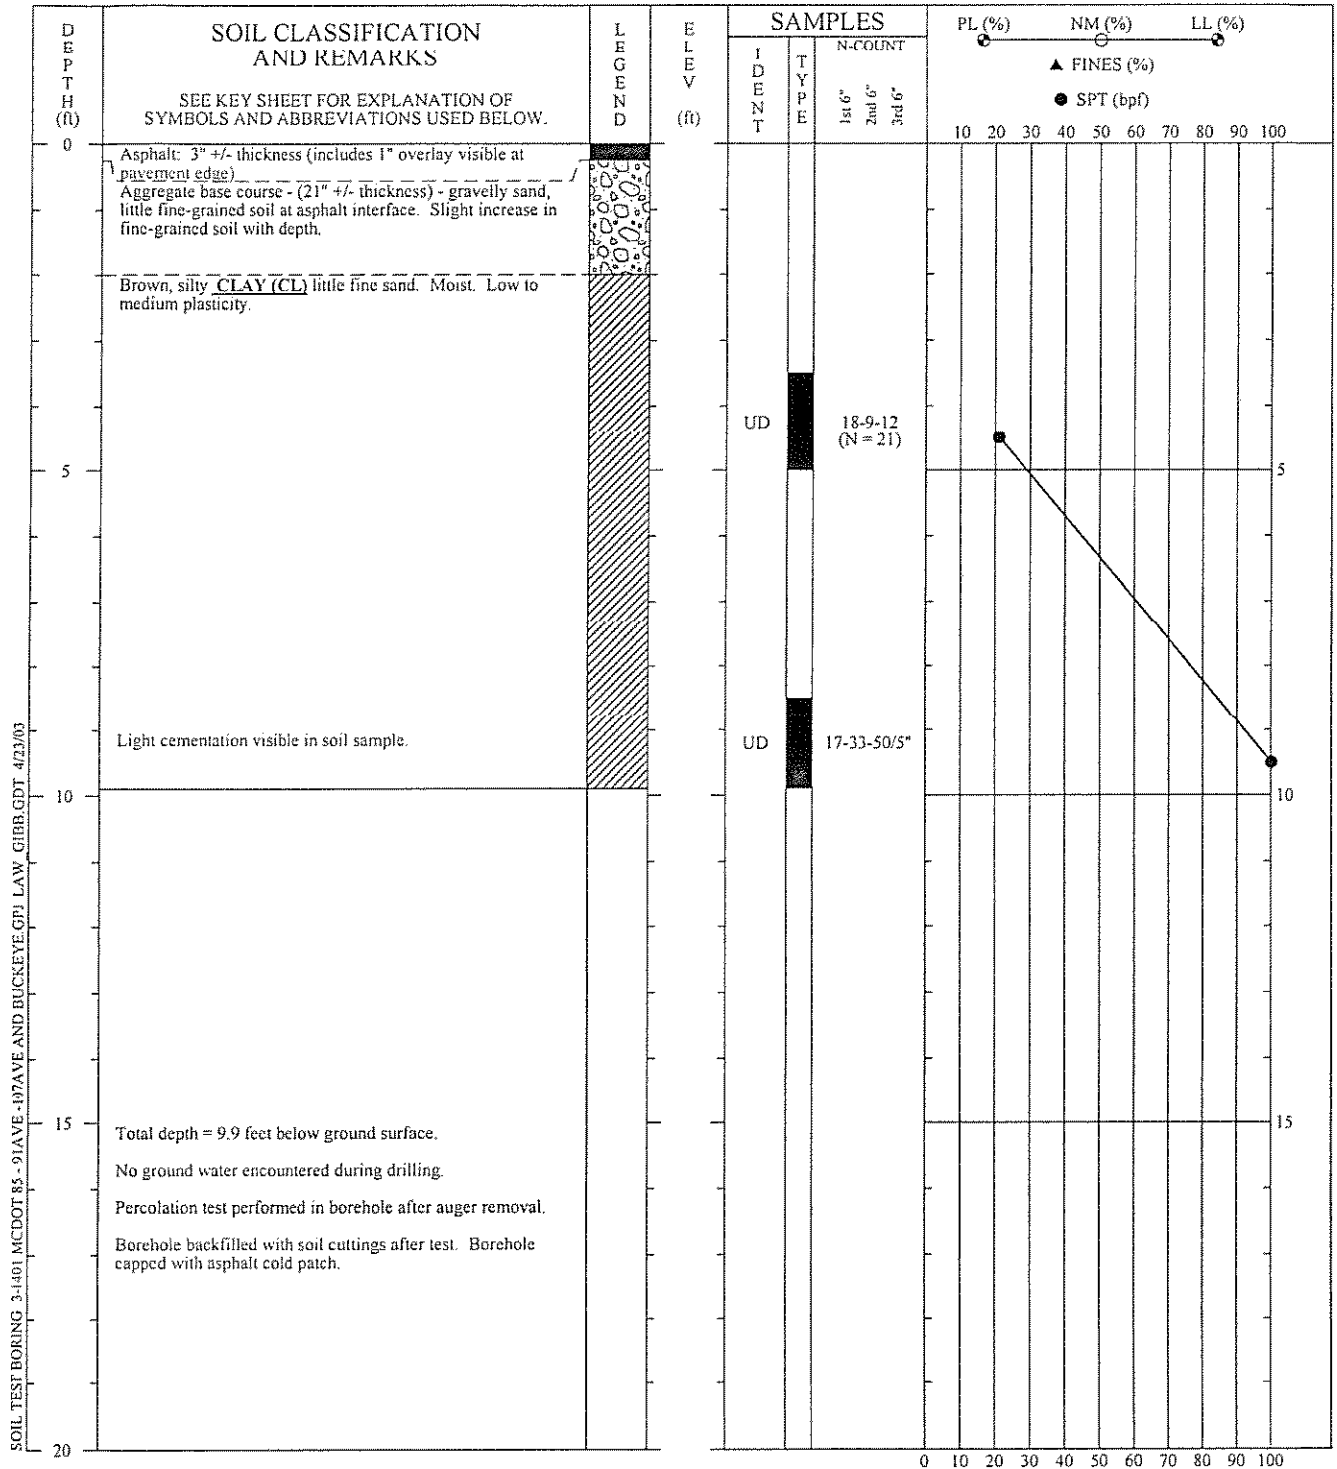 DEPTH (ft)
SOIL CLASSIFICATION
AND REMARKS
SEE KEY SHEET FOR EXPLANATION OF
SYMBOLS AND ABBREVIATIONS USED BELOW.
LEGEND
ELEV (ft)
SAMPLES
IDENT
TYPE
N-COUNT
1st 6"
2nd 6"
3rd 6"
PL (%) NM (%) LL (%)
▲ FINES (%)
● SPT (bpf)
10 20 30 40 50 60 70 80 90 100
0
Asphalt: 3" +/- thickness (includes 1" overlay visible at
pavement edge)
Aggregate base course - (21" +/- thickness) - gravelly sand,
little fine-grained soil at asphalt interface. Slight increase in
fine-grained soil with depth.
Brown, silty CLAY (CL) little fine sand. Moist. Low to
medium plasticity.
UD 18-9-12
(N = 21)
5 5
Light cementation visible in soil sample.
UD 17-33-50/5"
10 10
15 15
Total depth = 9.9 feet below ground surface.
No ground water encountered during drilling.
Percolation test performed in borehole after auger removal.
Borehole backfilled with soil cuttings after test. Borehole
capped with asphalt cold patch.
20
0 10 20 30 40 50 60 70 80 90 100
SOIL TEST BORING 3-1401 MCDOT 85 - 91AVE -107AVE AND BUCKEYE.GPJ LAW_GIBB.GDT 4/23/03